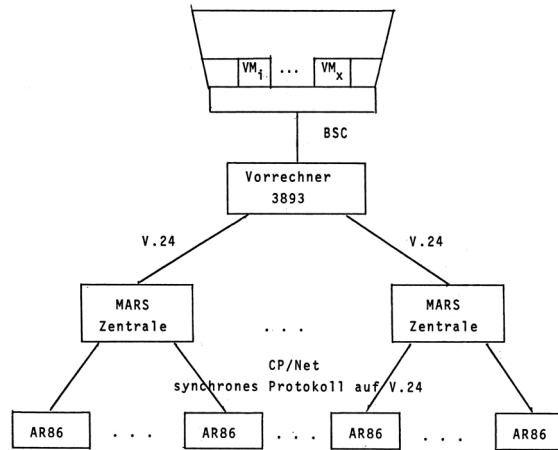 VMi ... VMx
BSC
Vorrechner
3893
V.24 V.24
MARS
Zentrale
. . .
MARS
Zentrale
CP/Net
synchrones Protokoll auf V.24
AR86 . . . AR86 . . . AR86 . . . AR86